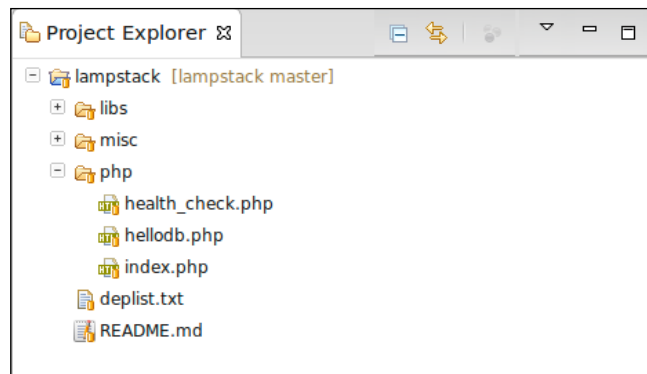 Project Explorer
lampstack [lampstack master]
libs
misc
php
health_check.php
hellodb.php
index.php
deplist.txt
README.md